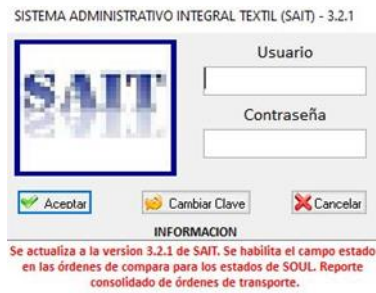 SISTEMA ADMINISTRATIVO INTEGRAL TEXTIL (SAIT) - 3.2.1
SAIT
Usuario
Contraseña
Aceptar
Cambiar Clave
Cancelar
INFORMACION
Se actualiza a la version 3.2.1 de SAIT. Se habilita el campo estado
en las órdenes de compara para los estados de SOUL. Reporte
consolidado de órdenes de transporte.